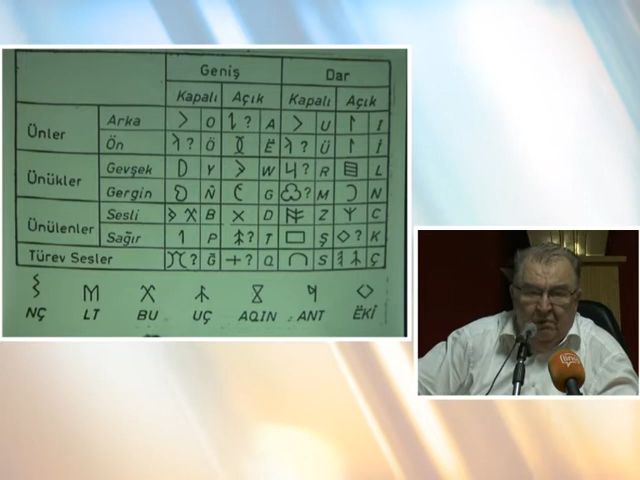 Geniş Dar
Kapalı Açık Kapalı Açık
Ünler Arka > O ? A > U I
Ön ? Ö Ë ? Ü İ
Ünükler Gevşek Y W ? R L
Gergin Ñ G ? M N
Ünülenler Sesli B × D Z C
Sağır 1 P ? T Ş ? K
Türev Sesler ? Ğ +? Q S Ç
NÇ LT BU UÇ AQIN ANT ËKİ